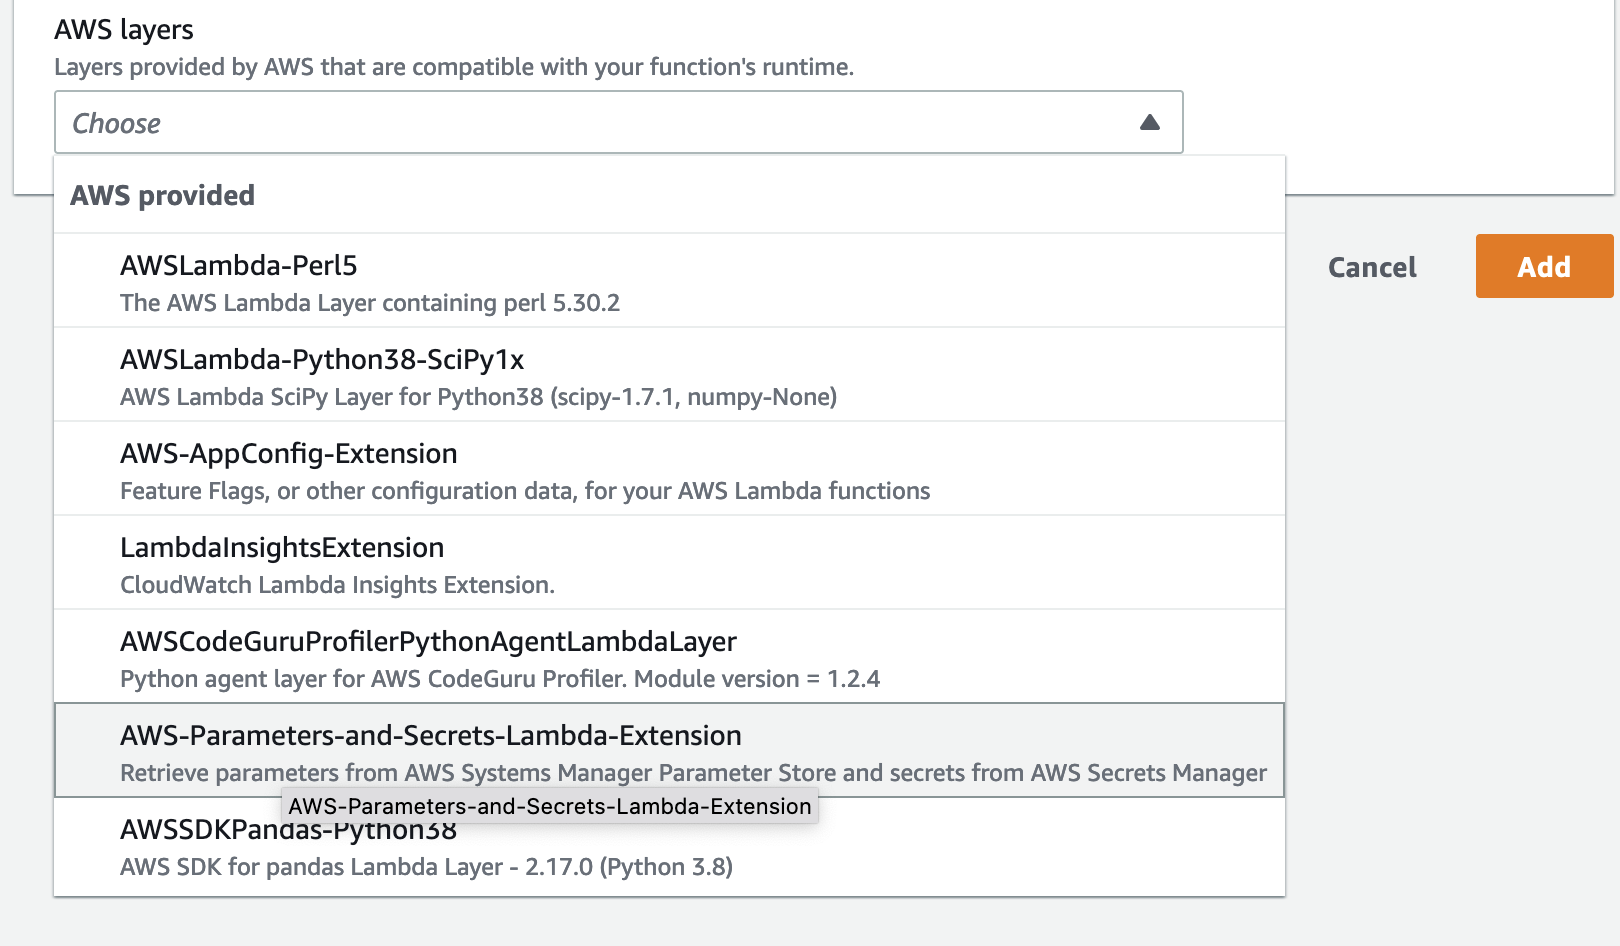 AWS layers
Layers provided by AWS that are compatible with your function's runtime.
Choose
AWS provided
AWSLambda-Perl5
The AWS Lambda Layer containing perl 5.30.2
Cancel
Add
AWSLambda-Python38-SciPy1x
AWS Lambda SciPy Layer for Python38 (scipy-1.7.1, numpy-None)
AWS-AppConfig-Extension
Feature Flags, or other configuration data, for your AWS Lambda functions
LambdaInsightsExtension
CloudWatch Lambda Insights Extension.
AWSCodeGuruProfilerPythonAgentLambdaLayer
Python agent layer for AWS CodeGuru Profiler. Module version = 1.2.4
AWS-Parameters-and-Secrets-Lambda-Extension
Retrieve parameters from AWS Systems Manager Parameter Store and secrets from AWS Secrets Manager
AWS-Parameters-and-Secrets-Lambda-Extension
AWSSDKPandas-Python38
AWS SDK for pandas Lambda Layer - 2.17.0 (Python 3.8)